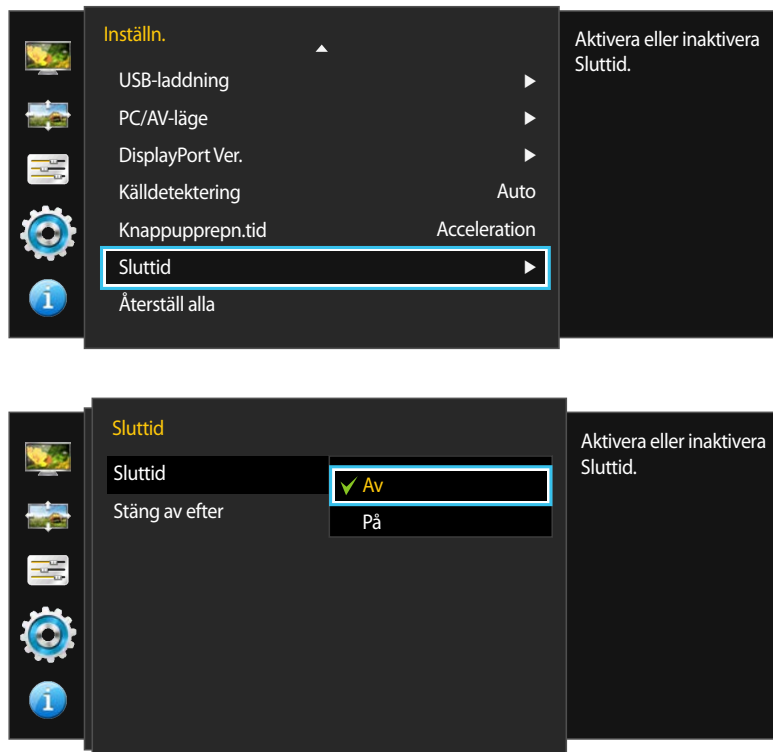 Inställn.
Aktivera eller inaktivera
Sluttid.
USB-laddning
PC/AV-läge
DisplayPort Ver.
Källdetektering Auto
Knappupprepn.tid Acceleration
Sluttid
Återställ alla
Sluttid
Aktivera eller inaktivera
Sluttid.
Sluttid Av
Stäng av efter På